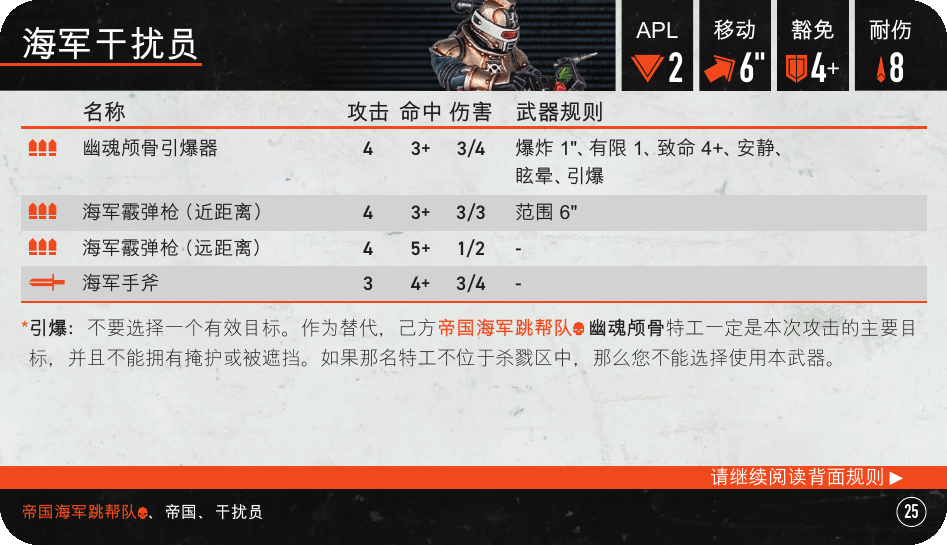 海军干扰员
APL 移动 豁免 耐伤
2 6" 4+ 8
名称 攻击 命中 伤害 武器规则
幽魂颅骨引爆器 4 3+ 3/4 爆炸 1"、有限 1、致命 4+、安静、
眩晕、引爆
海军霰弹枪（近距离） 4 3+ 3/3 范围 6"
海军霰弹枪（远距离） 4 5+ 1/2 -
海军手斧 3 4+ 3/4 -
*引爆：不要选择一个有效目标。作为替代，己方帝国海军跳帮队幽魂颅骨特工一定是本次攻击的主要目
标，并且不能拥有掩护或被遮挡。如果那名特工不位于杀戮区中，那么您不能选择使用本武器。
请继续阅读背面规则 ▶
帝国海军跳帮队、帝国、干扰员
25